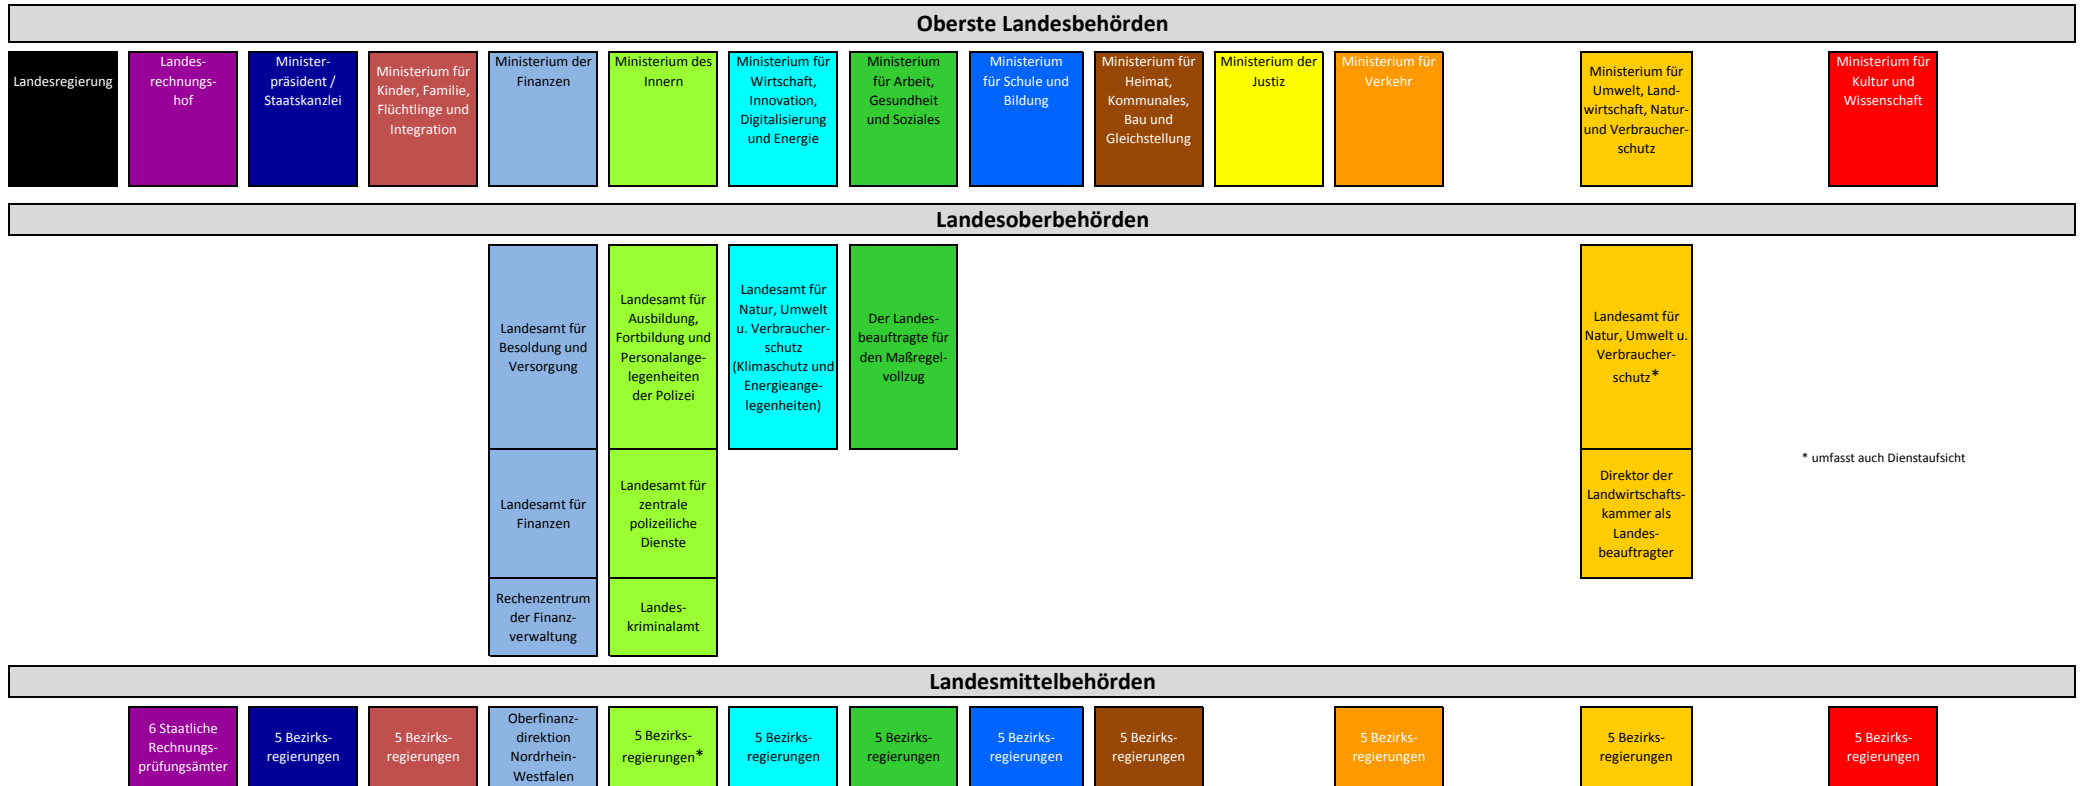 Oberste Landesbehörden
Landesregierung
Landes-
rechnungs-
hof
Minister-
präsident /
Staatskanzlei
Ministerium für
Kinder, Familie,
Flüchtlinge und
Integration
Ministerium der
Finanzen
Ministerium des
Innern
Ministerium für
Wirtschaft,
Innovation,
Digitalisierung
und Energie
Ministerium
für Arbeit,
Gesundheit
und Soziales
Ministerium
für Schule und
Bildung
Ministerium für
Heimat,
Kommunales,
Bau und
Gleichstellung
Ministerium der
Justiz
Ministerium für
Verkehr
Ministerium für
Umwelt, Land-
wirtschaft, Natur-
und Verbraucher-
schutz
Ministerium für
Kultur und
Wissenschaft
Landesoberbehörden
Landesamt für
Besoldung und
Versorgung
Landesamt für
Ausbildung,
Fortbildung und
Personalange-
legenheiten
der Polizei
Landesamt für
Natur, Umwelt
u. Verbraucher-
schutz
(Klimaschutz und
Energieange-
legenheiten)
Der Landes-
beauftragte für
den Maßregel-
vollzug
Landesamt für
Natur, Umwelt u.
Verbraucher-
schutz*
Landesamt für
Finanzen
Landesamt für
zentrale
polizeiliche
Dienste
Direktor der
Landwirtschafts-
kammer als
Landes-
beauftragter
* umfasst auch Dienstaufsicht
Rechenzentrum
der Finanz-
verwaltung
Landes-
kriminalamt
Landesmittelbehörden
6 Staatliche
Rechnungs-
prüfungsämter
5 Bezirks-
regierungen
5 Bezirks-
regierungen
Oberfinanz-
direktion
Nordrhein-
Westfalen
5 Bezirks-
regierungen*
5 Bezirks-
regierungen
5 Bezirks-
regierungen
5 Bezirks-
regierungen
5 Bezirks-
regierungen
5 Bezirks-
regierungen
5 Bezirks-
regierungen
5 Bezirks-
regierungen